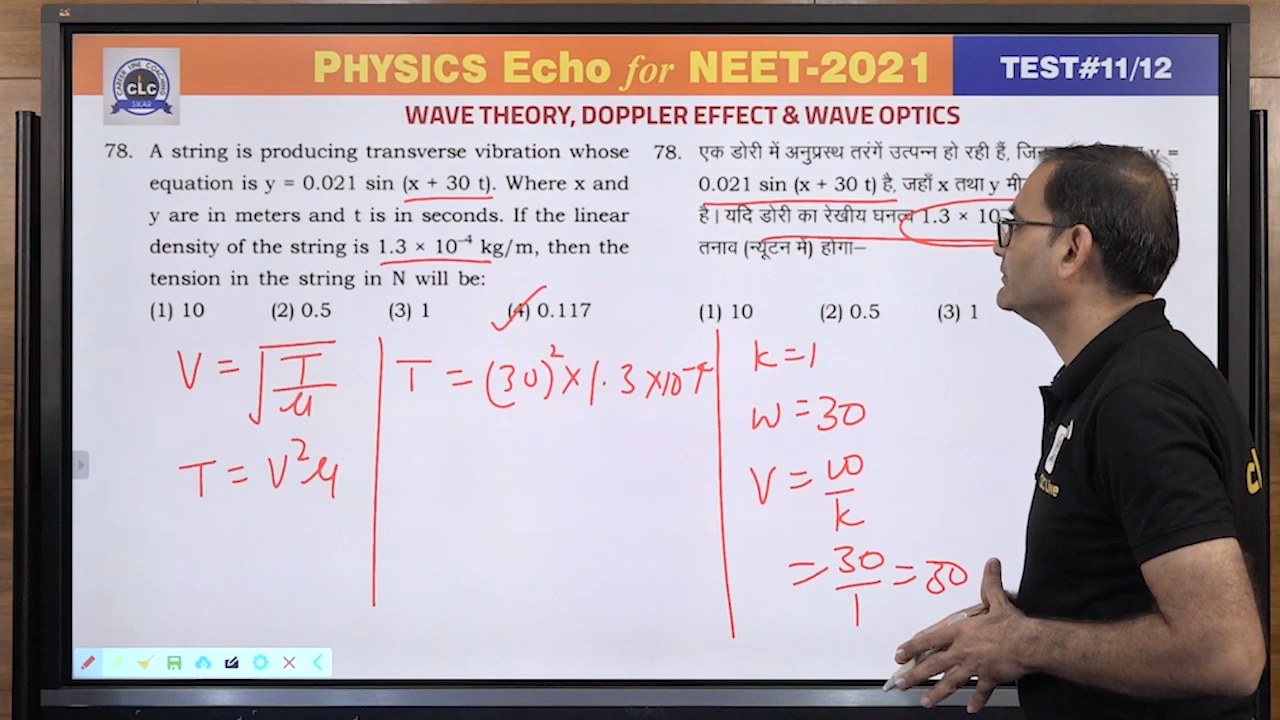 PHYSICS Echo for NEET-2021
TEST#11/12
CAREER LINE COACHING
CLC
SIKAR
WAVE THEORY, DOPPLER EFFECT & WAVE OPTICS
78. A string is producing transverse vibration whose
equation is y = 0.021 sin (x + 30 t). Where x and
y are in meters and t is in seconds. If the linear
density of the string is 1.3 × 10⁻⁴ kg/m, then the
tension in the string in N will be:
(1) 10 (2) 0.5 (3) 1 (4) 0.117
78. एक डोरी में अनुप्रस्थ तरंगें उत्पन्न हो रही हैं, y =
0.021 sin (x + 30 t) है, जहाँ x तथा y में
है। यदि डोरी का रेखीय घनत्व 1.3 × 10
तनाव (न्यूटन में) होगा–
(1) 10 (2) 0.5 (3) 1
V = √T/μ
T = V²μ
T = (30)² × 1.3 × 10⁻⁴
k = 1
w = 30
V = w/k
= 30/1 = 30